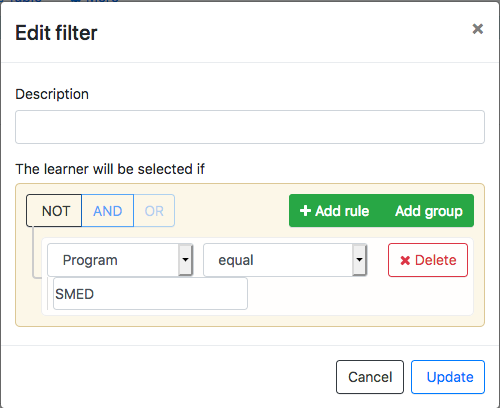 Edit filter ×
Description
The learner will be selected if
NOT AND OR + Add rule Add group
Program equal × Delete
SMED
Cancel Update